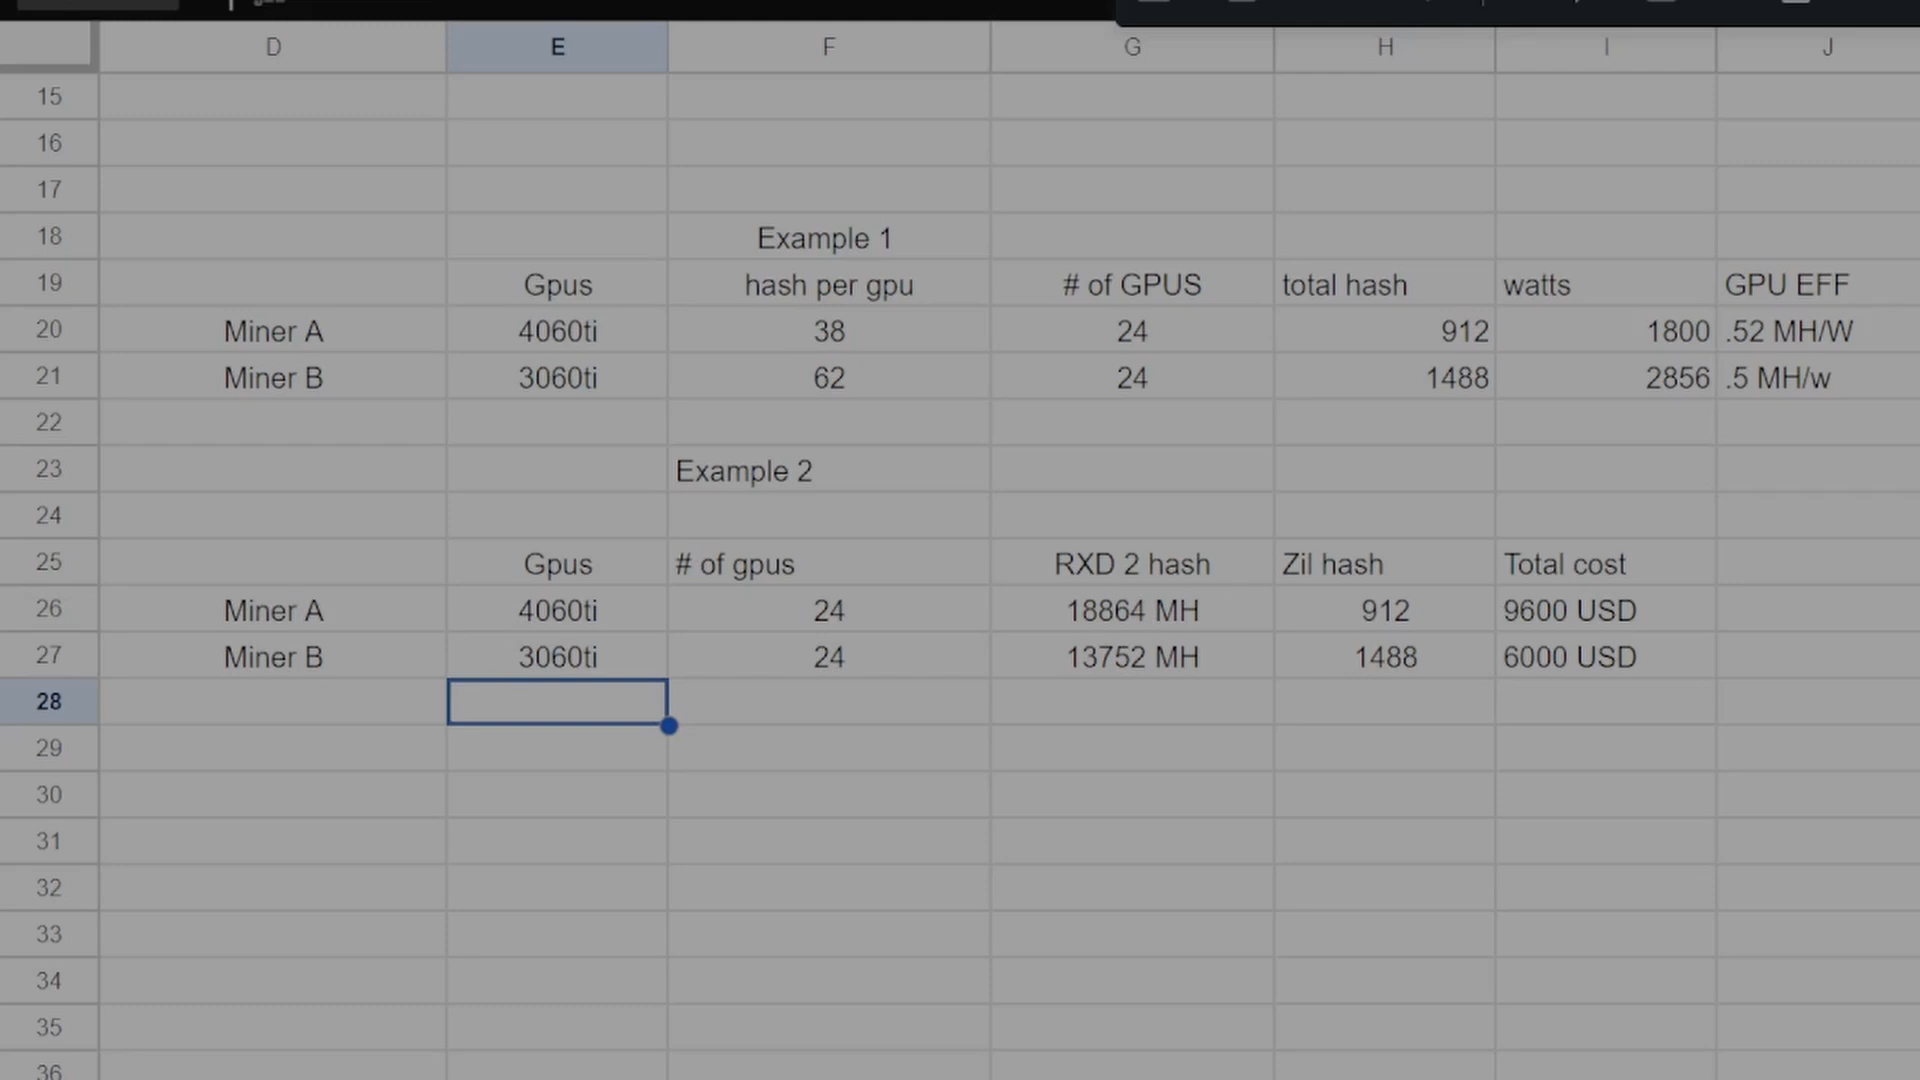 D E F G H I J
15
16
17
18 Example 1
19 Gpus hash per gpu # of GPUS total hash watts GPU EFF
20 Miner A 4060ti 38 24 912 1800 .52 MH/W
21 Miner B 3060ti 62 24 1488 2856 .5 MH/w
22
23 Example 2
24
25 Gpus # of gpus RXD 2 hash Zil hash Total cost
26 Miner A 4060ti 24 18864 MH 912 9600 USD
27 Miner B 3060ti 24 13752 MH 1488 6000 USD
28
29
30
31
32
33
34
35
36